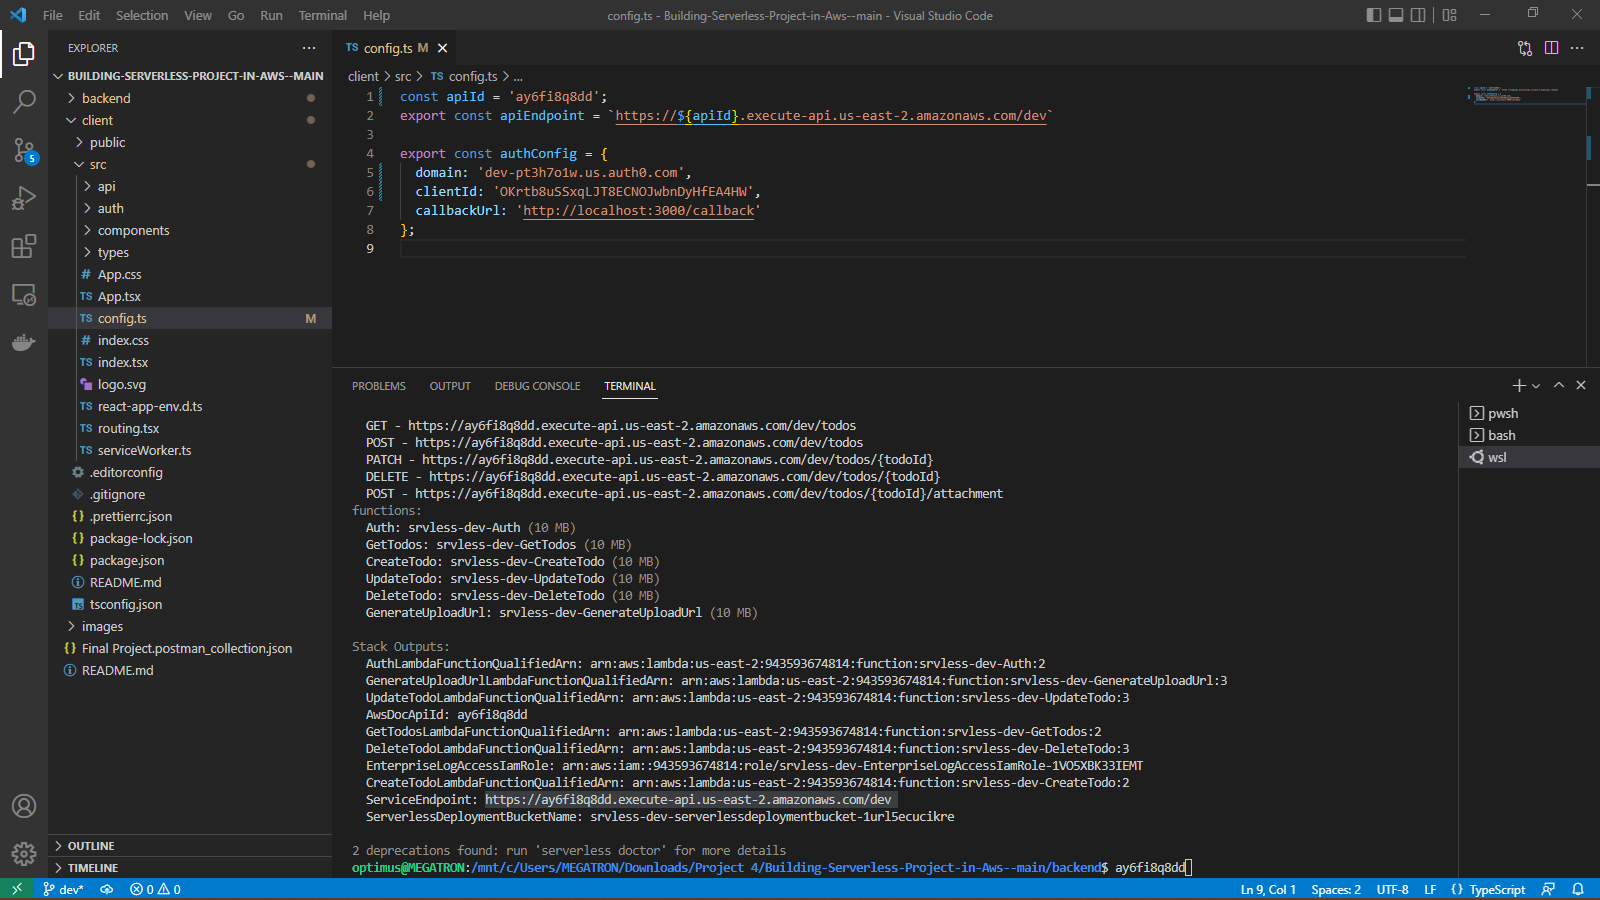 File Edit Selection View Go Run Terminal Help
config.ts - Building-Serverless-Project-in-Aws--main - Visual Studio Code
EXPLORER
BUILDING-SERVERLESS-PROJECT-IN-AWS--MAIN
backend
client
public
src
api
auth
components
types
# App.css
TS App.tsx
TS config.ts M
# index.css
TS index.tsx
logo.svg
TS react-app-env.d.ts
TS routing.tsx
TS serviceWorker.ts
.editorconfig
.gitignore
{} .prettierrc.json
{} package-lock.json
{} package.json
README.md
TS tsconfig.json
images
{} Final Project.postman_collection.json
README.md
OUTLINE
TIMELINE
5
TS config.ts M
client > src > TS config.ts > ...
1 const apiId = 'ay6fi8q8dd';
2 export const apiEndpoint = `https://${apiId}.execute-api.us-east-2.amazonaws.com/dev`
3
4 export const authConfig = {
5 domain: 'dev-pt3h7o1w.us.auth0.com',
6 clientId: 'OKrtb8uSSxqLJT8ECNOJwbnDyHfEA4HW',
7 callbackUrl: 'http://localhost:3000/callback'
8 };
9
PROBLEMS OUTPUT DEBUG CONSOLE TERMINAL
GET - https://ay6fi8q8dd.execute-api.us-east-2.amazonaws.com/dev/todos
POST - https://ay6fi8q8dd.execute-api.us-east-2.amazonaws.com/dev/todos
PATCH - https://ay6fi8q8dd.execute-api.us-east-2.amazonaws.com/dev/todos/{todoId}
DELETE - https://ay6fi8q8dd.execute-api.us-east-2.amazonaws.com/dev/todos/{todoId}
POST - https://ay6fi8q8dd.execute-api.us-east-2.amazonaws.com/dev/todos/{todoId}/attachment
functions:
Auth: srvless-dev-Auth (10 MB)
GetTodos: srvless-dev-GetTodos (10 MB)
CreateTodo: srvless-dev-CreateTodo (10 MB)
UpdateTodo: srvless-dev-UpdateTodo (10 MB)
DeleteTodo: srvless-dev-DeleteTodo (10 MB)
GenerateUploadUrl: srvless-dev-GenerateUploadUrl (10 MB)
Stack Outputs:
AuthLambdaFunctionQualifiedArn: arn:aws:lambda:us-east-2:943593674814:function:srvless-dev-Auth:2
GenerateUploadUrlLambdaFunctionQualifiedArn: arn:aws:lambda:us-east-2:943593674814:function:srvless-dev-GenerateUploadUrl:3
UpdateTodoLambdaFunctionQualifiedArn: arn:aws:lambda:us-east-2:943593674814:function:srvless-dev-UpdateTodo:3
AwsDocApiId: ay6fi8q8dd
GetTodosLambdaFunctionQualifiedArn: arn:aws:lambda:us-east-2:943593674814:function:srvless-dev-GetTodos:2
DeleteTodoLambdaFunctionQualifiedArn: arn:aws:lambda:us-east-2:943593674814:function:srvless-dev-DeleteTodo:3
EnterpriseLogAccessIamRole: arn:aws:iam::943593674814:role/srvless-dev-EnterpriseLogAccessIamRole-1VO5XBK33IEMT
CreateTodoLambdaFunctionQualifiedArn: arn:aws:lambda:us-east-2:943593674814:function:srvless-dev-CreateTodo:2
ServiceEndpoint: https://ay6fi8q8dd.execute-api.us-east-2.amazonaws.com/dev
ServerlessDeploymentBucketName: srvless-dev-serverlessdeploymentbucket-1url5ecucikre
2 deprecations found: run 'serverless doctor' for more details
optimus@MEGATRON:/mnt/c/Users/MEGATRON/Downloads/Project 4/Building-Serverless-Project-in-Aws--main/backend$ ay6fi8q8dd
pwsh
bash
wsl
dev* 0 0
Ln 9, Col 1 Spaces: 2 UTF-8 LF {} TypeScript